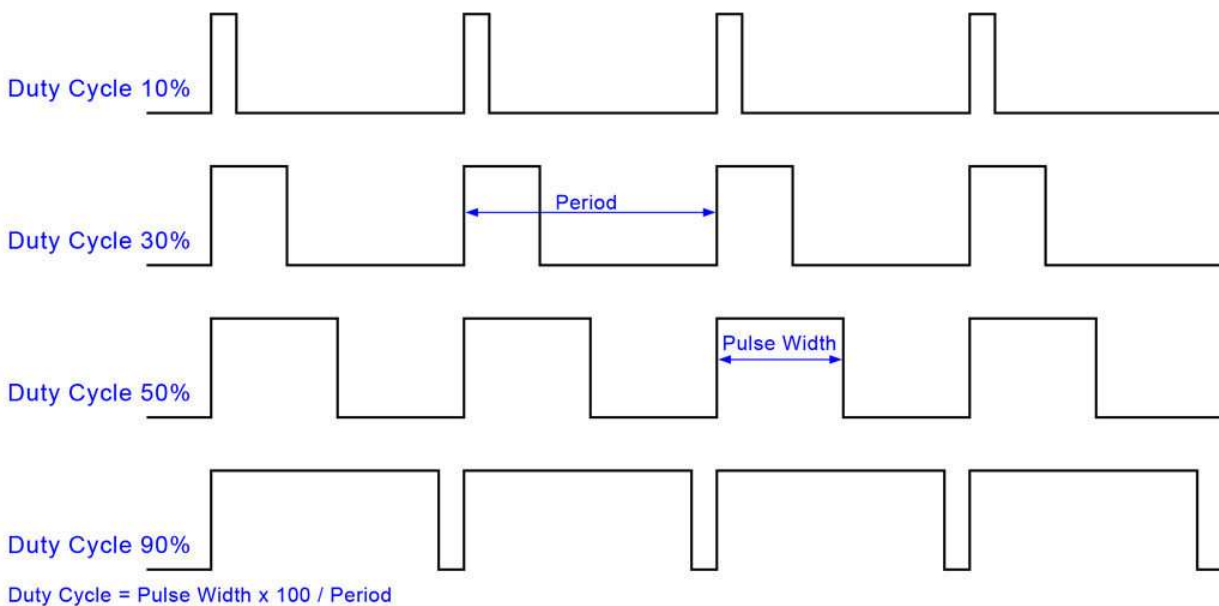 Duty Cycle 10%
Period
Duty Cycle 30%
Pulse Width
Duty Cycle 50%
Duty Cycle 90%
Duty Cycle = Pulse Width x 100 / Period